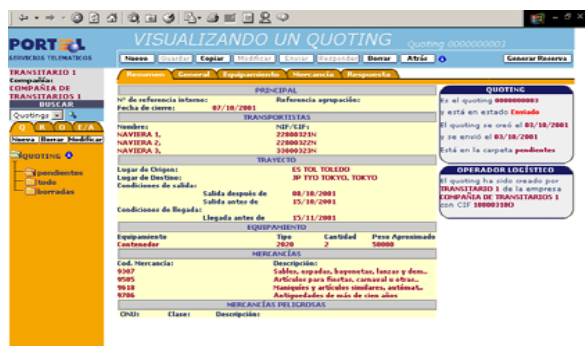 PORTEL
SERVICIOS TELEMATICOS
VISUALIZANDO UN QUOTING
Quoting 0000000003
Nuevo Guardar Copiar Modificar Enviar Responder Borrar Atrás
Generar Reserva
TRANSITARIO 1
Compañía:
COMPAÑÍA DE
TRANSITARIOS 1
BUSCAR
Quotings
Q R O E/A
Nueva Borrar Modificar
QUOTING
pendientes
todo
borradas
Resumen General Equipamiento Mercancía Respuesta
PRINCIPAL
Nº de referencia interno: Referencia agrupación:
Fecha de cierre: 07/10/2001
TRANSPORTISTAS
Nombre: NIF/CIF:
NAVIERA 1, 22800321N
NAVIERA 2, 22800322N
NAVIERA 3, 33000323N
TRAYECTO
Lugar de Origen: ES TOL TOLEDO
Lugar de Destino: JP TYO TOKYO, TOKYO
Condiciones de salida:
Salida después de 08/10/2001
Salida antes de 15/10/2001
Condiciones de llegada:
Llegada antes de 15/11/2001
EQUIPAMIENTO
Equipamiento Tipo Cantidad Peso Aproximado
Contenedor 2020 2 50000
MERCANCÍAS
Cod. Mercancía: Descripción:
9307 Sables, espadas, bayonetas, lanzas y dem..
9505 Artículos para fiestas, carnaval u otras..
9618 Maniquíes y artículos similares, autómat..
9706 Antigüedades de más de cien años
MERCANCÍAS PELIGROSAS
ONU: Clase: Descripción:
QUOTING
Es el quoting 0000000003
y está en estado Enviado
El quoting se creó el 03/10/2001
y se envió el 03/10/2001
Está en la carpeta pendientes
OPERADOR LOGÍSTICO
El quoting ha sido creado por
TRANSITARIO 1 de la empresa
COMPAÑÍA DE TRANSITARIOS 1
con CIF